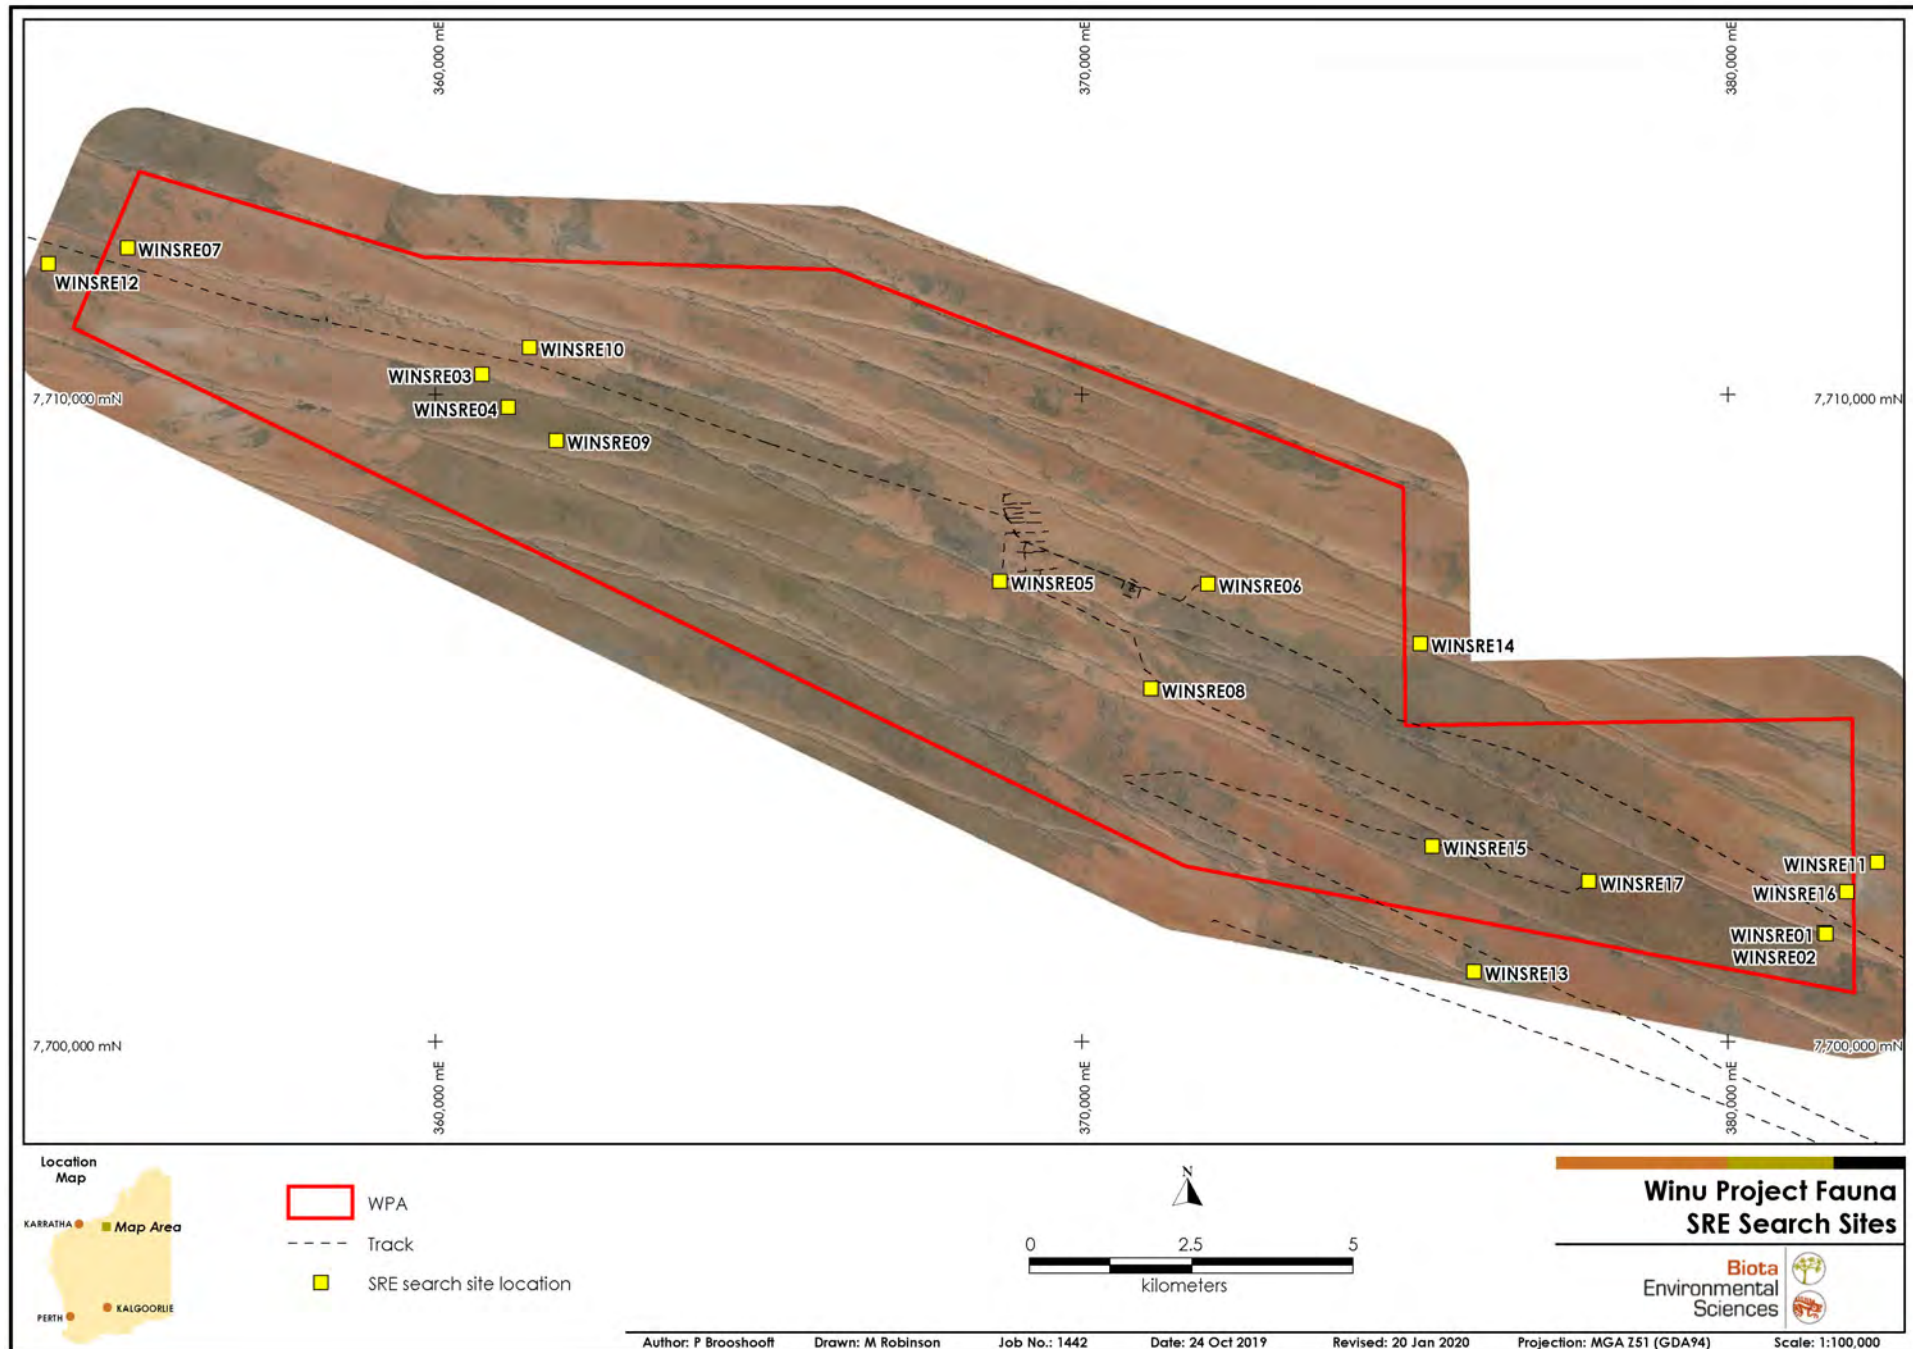 360,000 mE
370,000 mE
380,000 mE
WINSRE07
WINSRE12
WINSRE10
WINSRE03
WINSRE04
WINSRE09
7,710,000 mN
7,710,000 mN
WINSRE05
WINSRE06
WINSRE14
WINSRE08
WINSRE15
WINSRE17
WINSRE11
WINSRE16
WINSRE01
WINSRE02
WINSRE13
7,700,000 mN
7,700,000 mN
360,000 mE
370,000 mE
380,000 mE
Location
Map
KARRATHA
Map Area
KALGOORLIE
PERTH
WPA
Track
SRE search site location
N
0 2.5 5
kilometers
Winu Project Fauna
SRE Search Sites
Biota
Environmental
Sciences
Author: P Brooshooft Drawn: M Robinson Job No.: 1442 Date: 24 Oct 2019 Revised: 20 Jan 2020 Projection: MGA Z51 (GDA94) Scale: 1:100,000